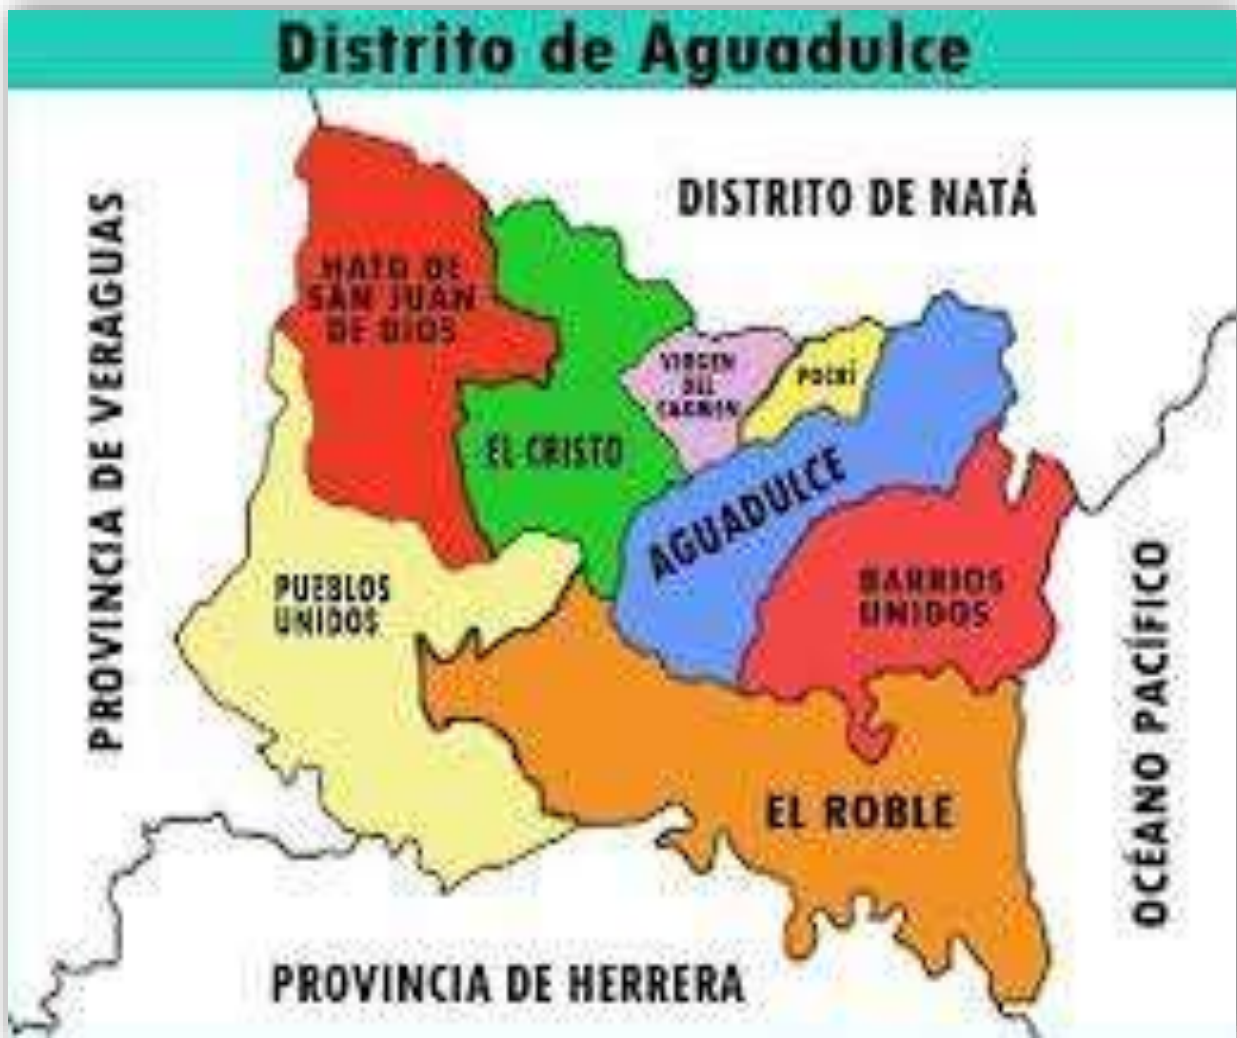 Distrito de Aguadulce
DISTRITO DE NATÁ
PROVINCIA DE VERAGUAS
HATO DE
SAN JUAN
DE DIOS
VIRGEN
DEL
CARMEN
POCRÍ
EL CRISTO
AGUADULCE
PUEBLOS
UNIDOS
BARRIOS
UNIDOS
OCÉANO PACÍFICO
EL ROBLE
PROVINCIA DE HERRERA